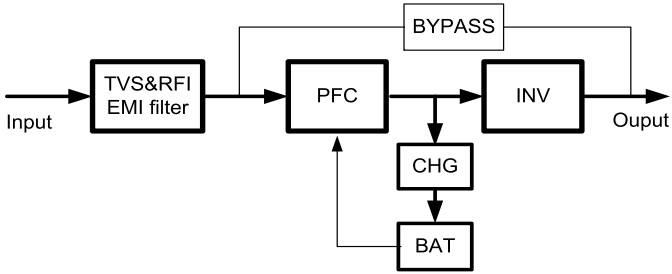 BYPASS
TVS&RFI
EMI filter
PFC
INV
Input
Ouput
CHG
BAT